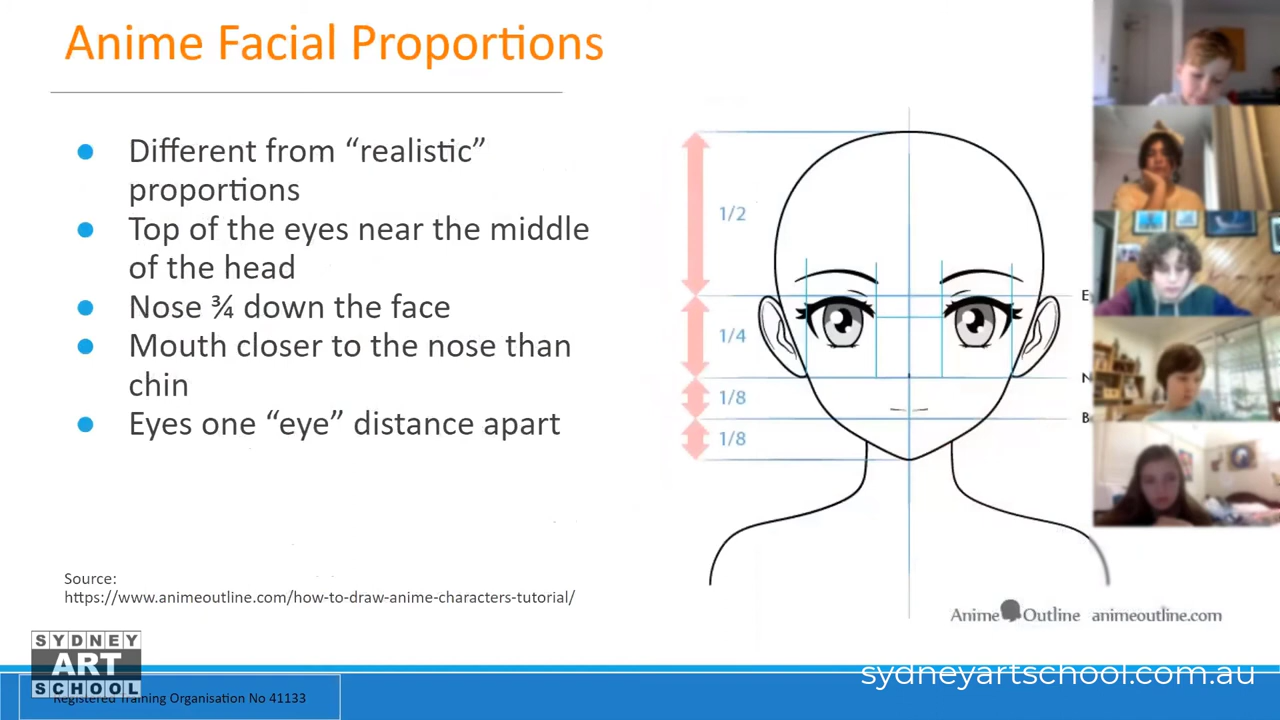 Anime Facial Proportions
Different from “realistic”
proportions
Top of the eyes near the middle
of the head
Nose ¾ down the face
Mouth closer to the nose than
chin
Eyes one “eye” distance apart
1/2
1/4
1/8
1/8
E
N
B
Source:
https://www.animeoutline.com/how-to-draw-anime-characters-tutorial/
Anime Outline animeoutline.com
SYDNEY
ART
SCHOOL
Registered Training Organisation No 41133
sydneyartschool.com.au